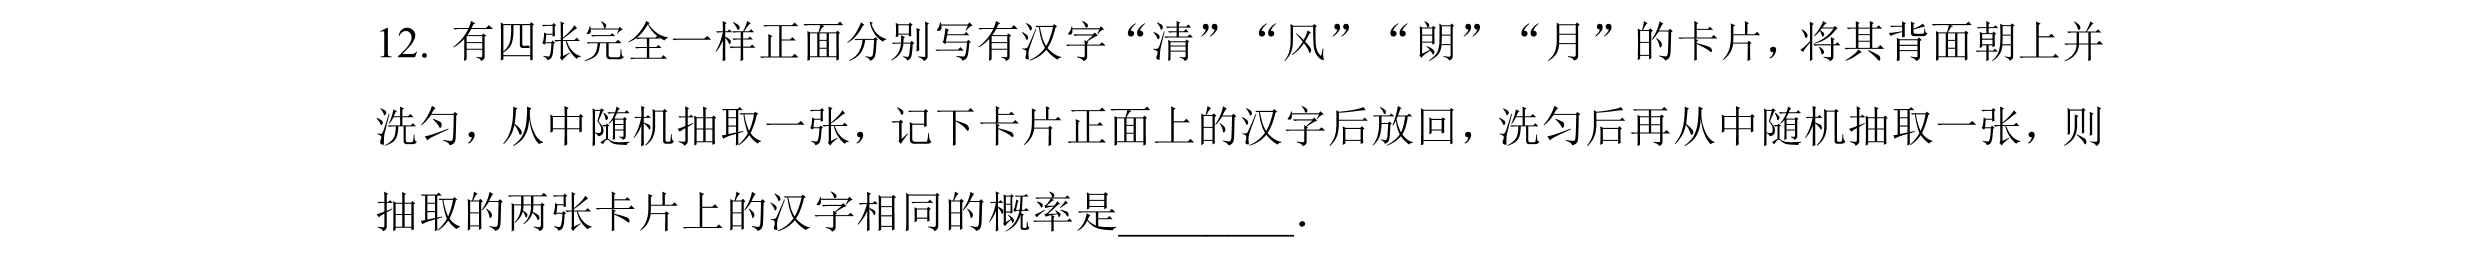 12. 有四张完全一样正面分别写有汉字“清”“风”“朗”“月”的卡片，将其背面朝上并
洗匀，从中随机抽取一张，记下卡片正面上的汉字后放回，洗匀后再从中随机抽取一张，则
抽取的两张卡片上的汉字相同的概率是________．